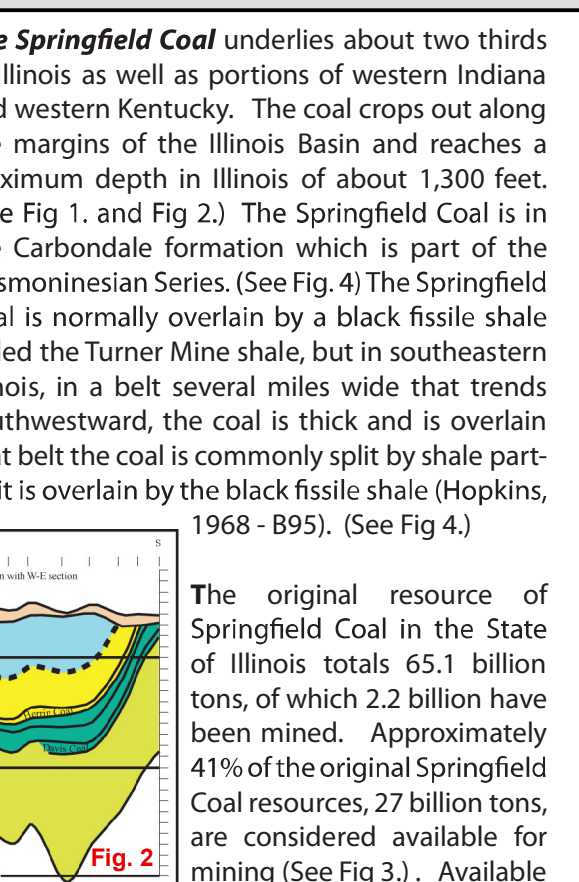 e Springfield Coal underlies about two thirds
llinois as well as portions of western Indiana
d western Kentucky. The coal crops out along
e margins of the Illinois Basin and reaches a
ximum depth in Illinois of about 1,300 feet.
e Fig 1. and Fig 2.) The Springfield Coal is in
e Carbondale formation which is part of the
smoninesian Series. (See Fig. 4) The Springfield
al is normally overlain by a black fissile shale
led the Turner Mine shale, but in southeastern
nois, in a belt several miles wide that trends
uthwestward, the coal is thick and is overlain
at belt the coal is commonly split by shale part-
it is overlain by the black fissile shale (Hopkins,
1968 - B95). (See Fig 4.)
S
n with W-E section
Herrin Coal
Davis Coal
Fig. 2
The original resource of
Springfield Coal in the State
of Illinois totals 65.1 billion
tons, of which 2.2 billion have
been mined. Approximately
41% of the original Springfield
Coal resources, 27 billion tons,
are considered available for
mining (See Fig 3.) . Available